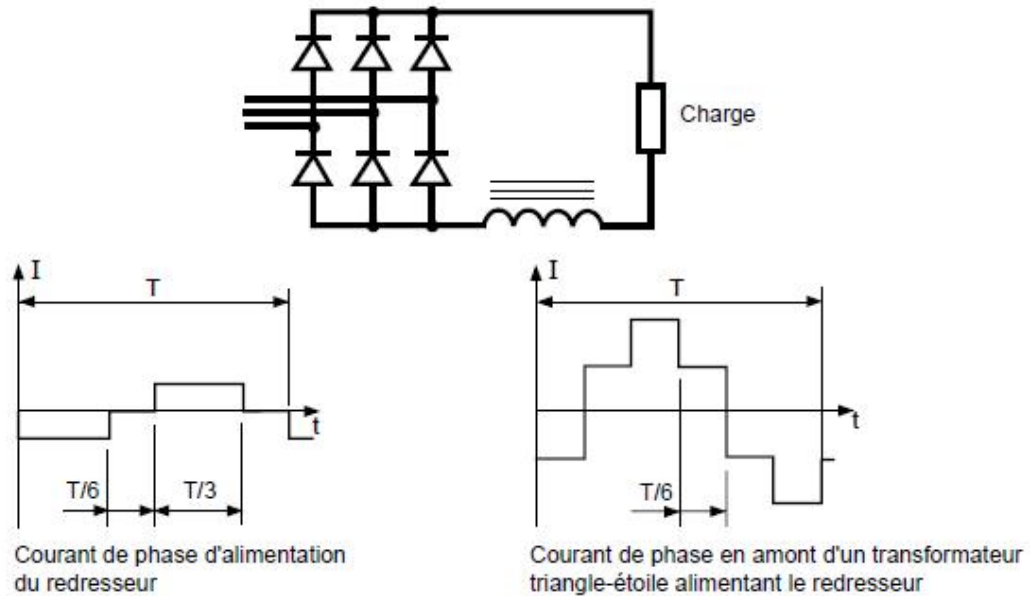 Charge
I
T
t
T/6
T/3
Courant de phase d'alimentation
du redresseur
I
T
t
T/6
Courant de phase en amont d'un transformateur
triangle-étoile alimentant le redresseur